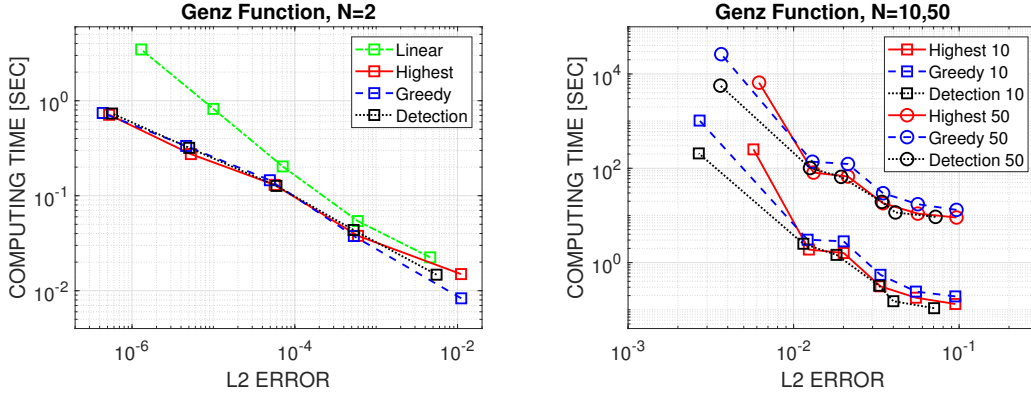 Genz Function, N=2
COMPUTING TIME [SEC]
10^0
10^-1
10^-2
10^-6
10^-4
10^-2
L2 ERROR
Linear
Highest
Greedy
Detection
Genz Function, N=10,50
COMPUTING TIME [SEC]
10^4
10^2
10^0
10^-3
10^-2
10^-1
L2 ERROR
Highest 10
Greedy 10
Detection 10
Highest 50
Greedy 50
Detection 50